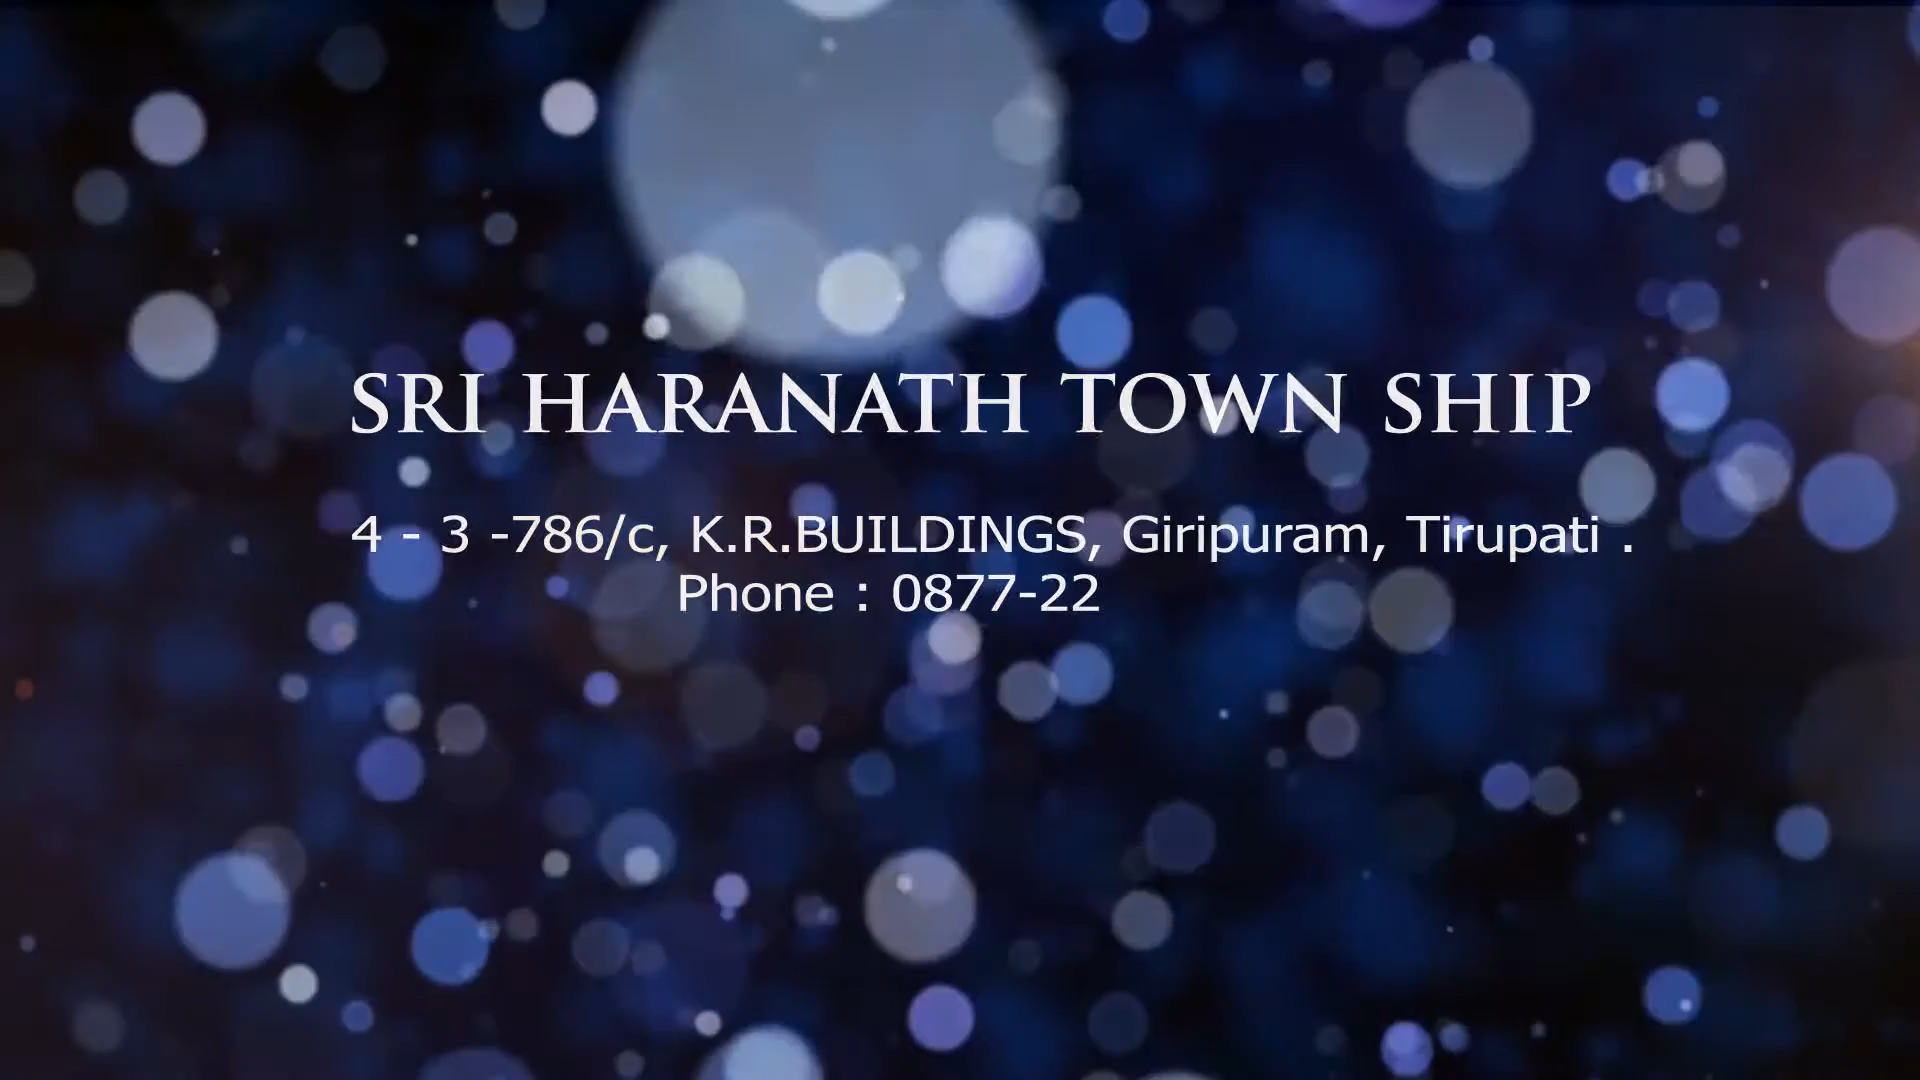 SRI HARANATH TOWN SHIP
4 - 3 -786/c, K.R.BUILDINGS, Giripuram, Tirupati .
Phone : 0877-22